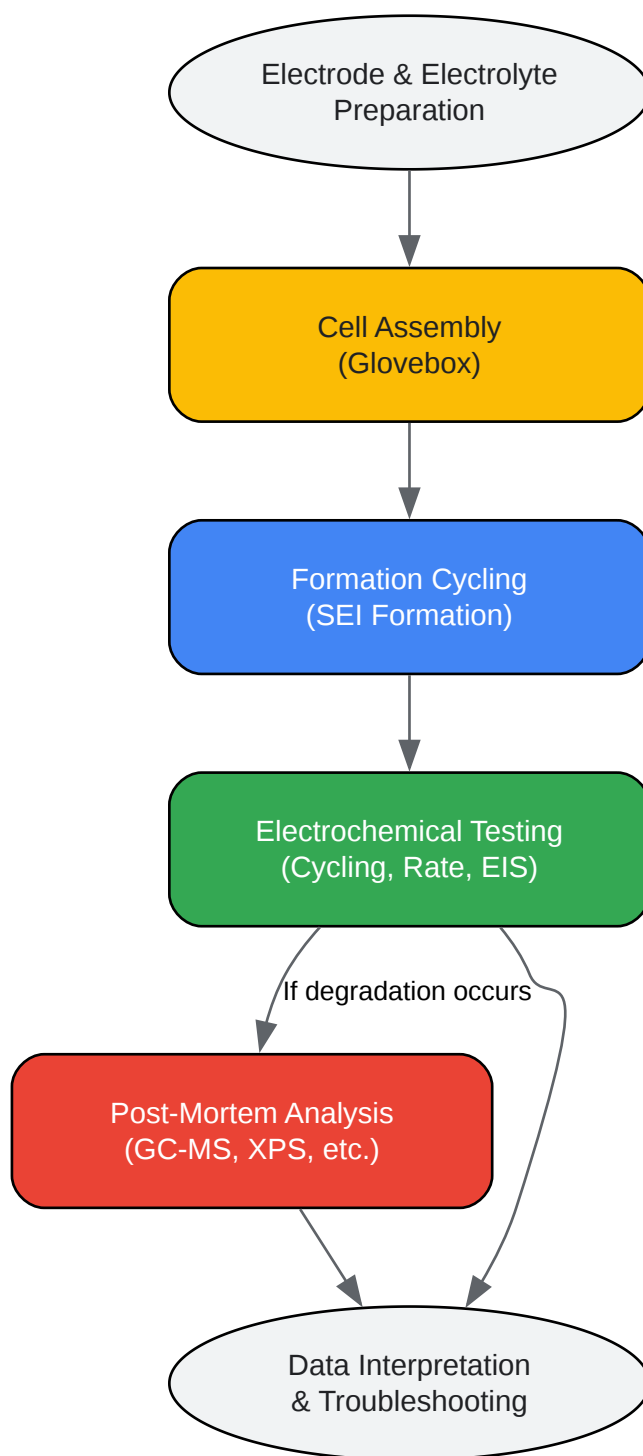 Electrode & Electrolyte
Preparation
Cell Assembly
(Glovebox)
Formation Cycling
(SEI Formation)
Electrochemical Testing
(Cycling, Rate, EIS)
If degradation occurs
Post-Mortem Analysis
(GC-MS, XPS, etc.)
Data Interpretation
& Troubleshooting